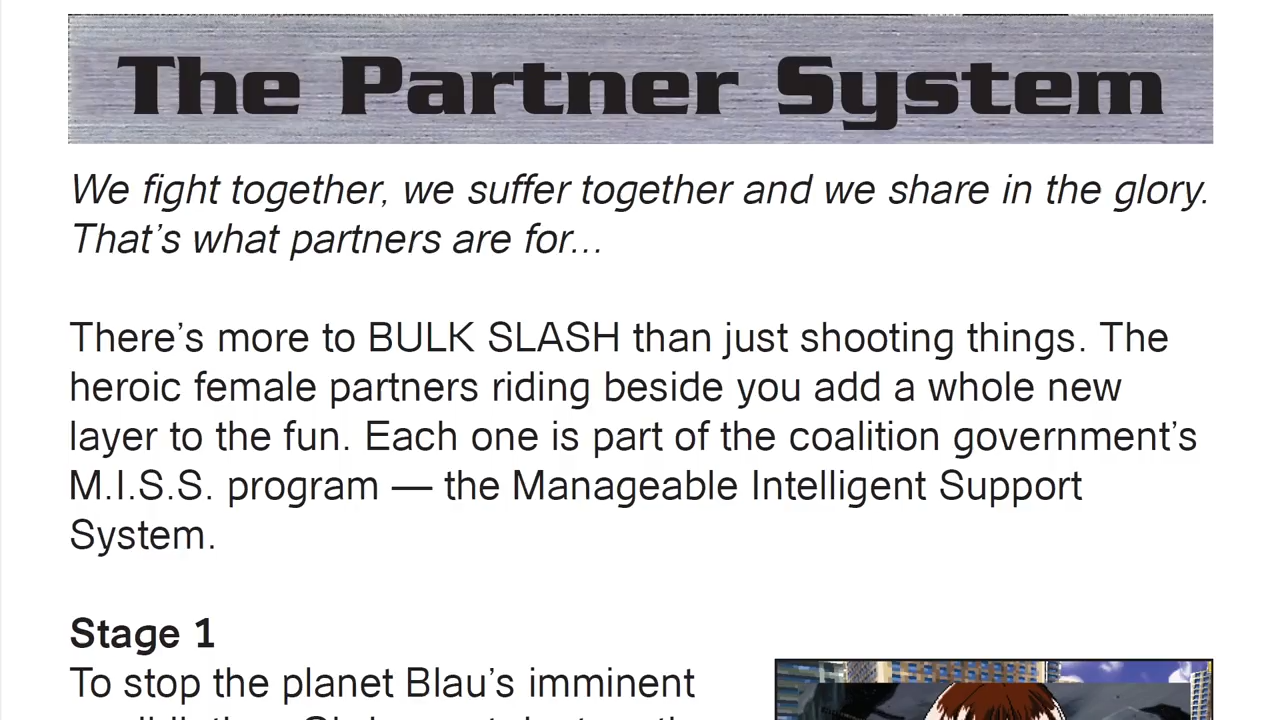 The Partner System
We fight together, we suffer together and we share in the glory.
That's what partners are for...
There's more to BULK SLASH than just shooting things. The
heroic female partners riding beside you add a whole new
layer to the fun. Each one is part of the coalition government's
M.I.S.S. program — the Manageable Intelligent Support
System.
Stage 1
To stop the planet Blau's imminent